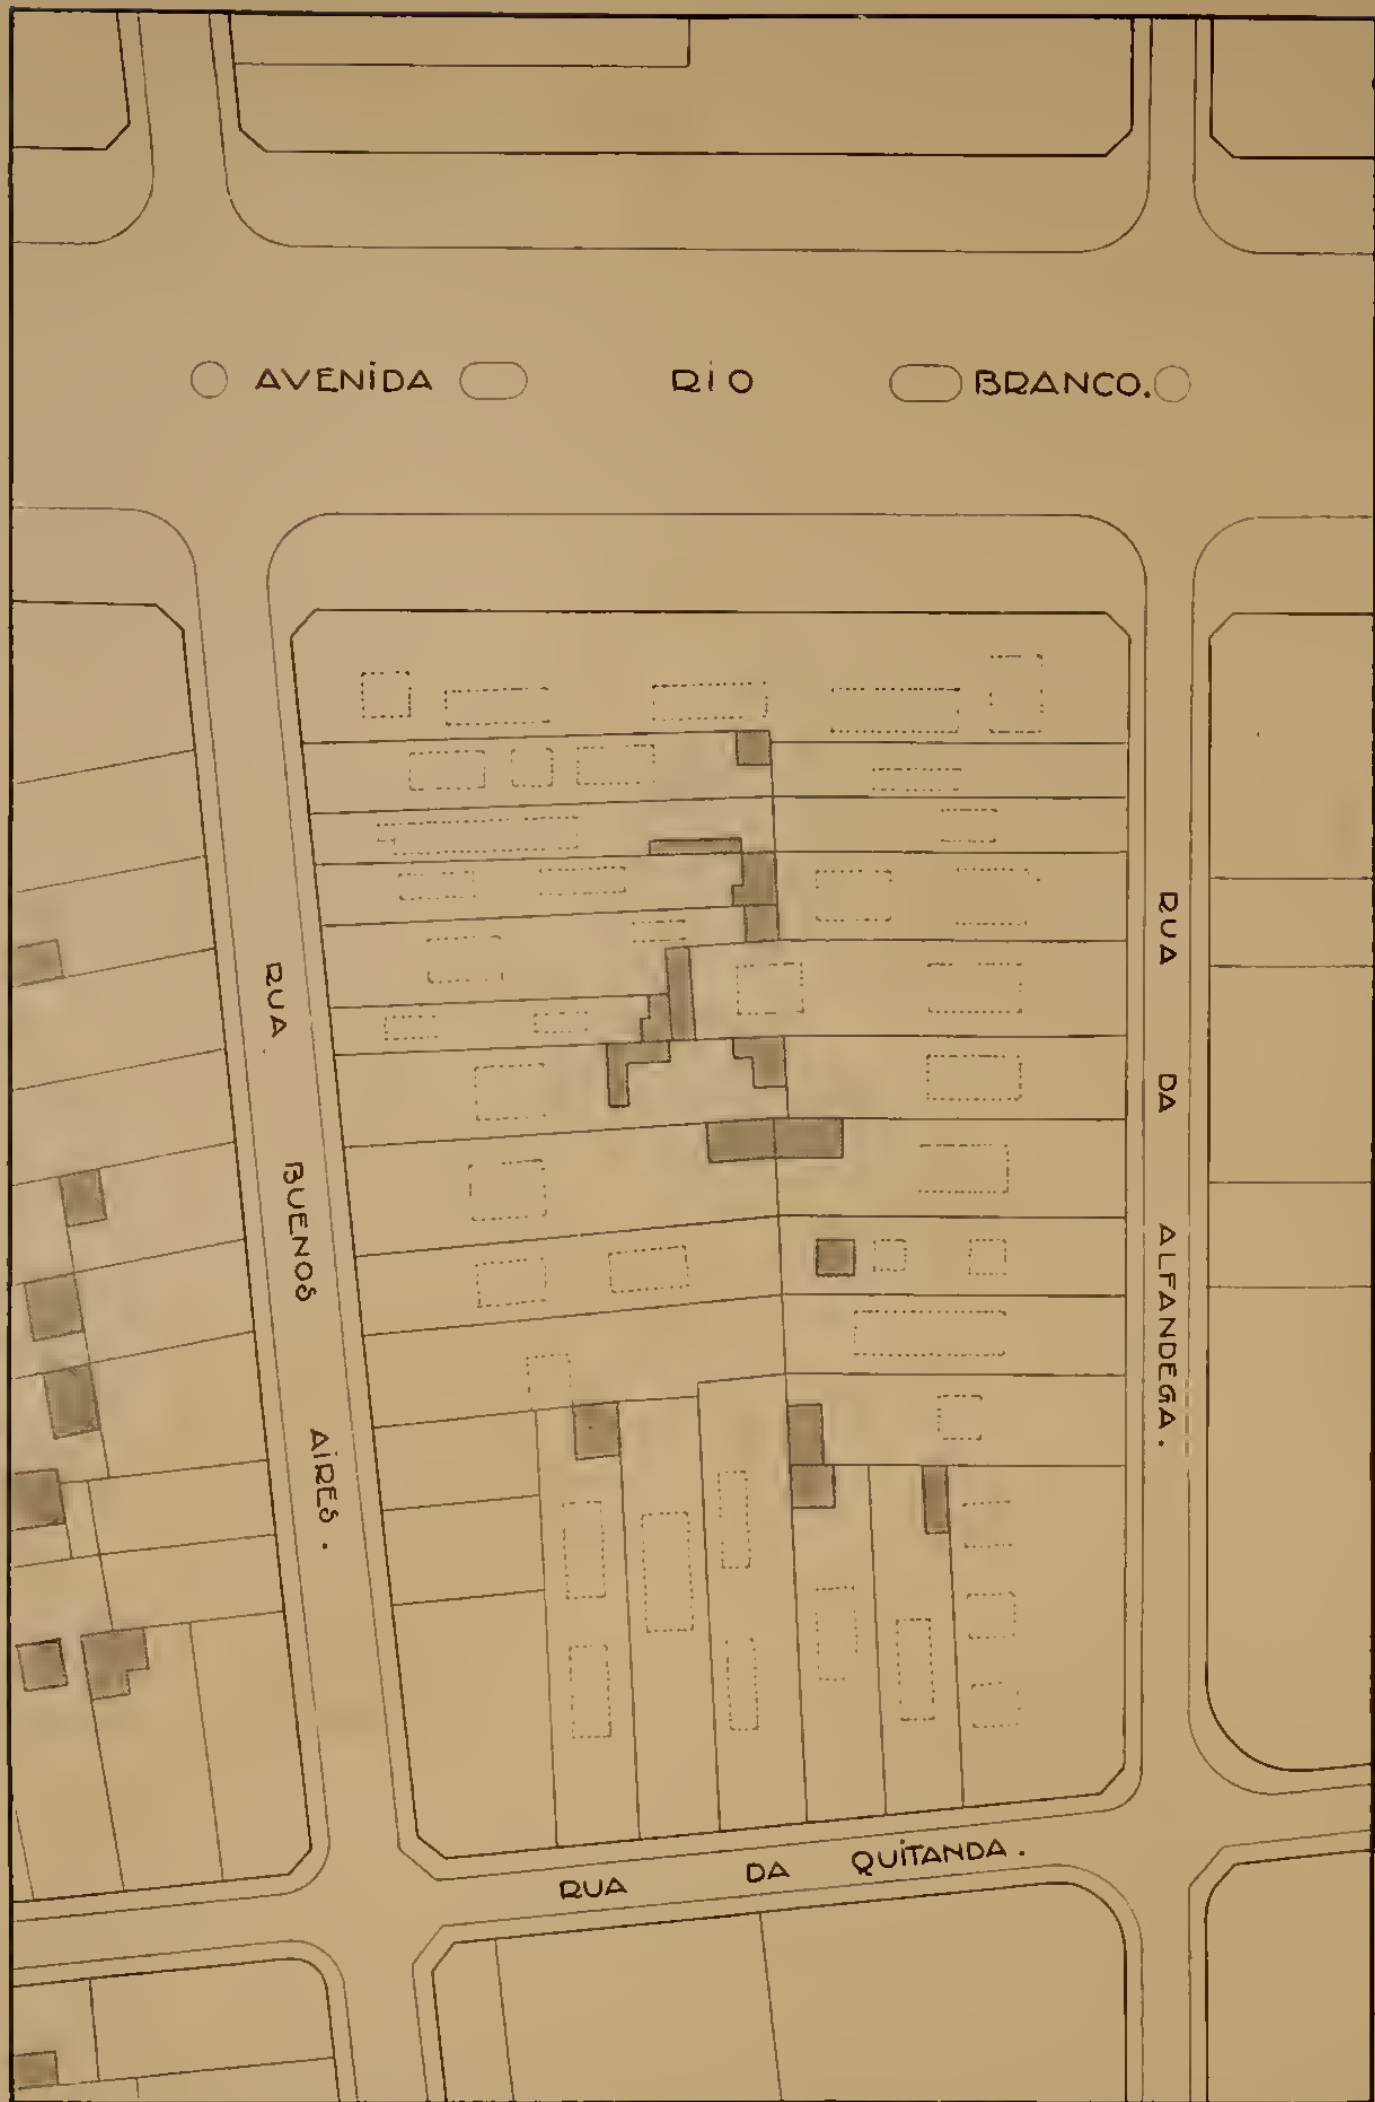 AVENIDA RIO BRANCO.
RUA DA ALFANDEGA.
RUA BUENOS AIRES.
RUA DA QUITANDA.